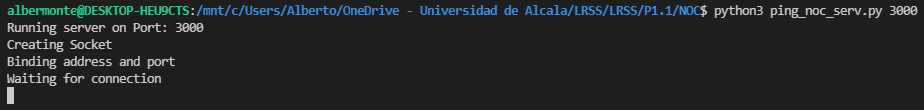 albermonte@DESKTOP-HEU9CTS:/mnt/c/Users/Alberto/OneDrive - Universidad de Alcala/LRSS/LRSS/P1.1/NOC$ python3 ping_noc_serv.py 3000
Running server on Port: 3000
Creating Socket
Binding address and port
Waiting for connection